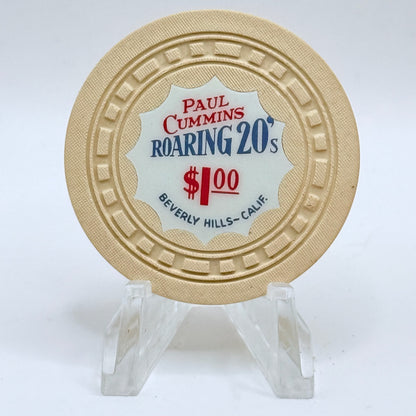 PAUL
CUMMINS
ROARING 20's
$1.00
BEVERLY HILLS~CALIF.